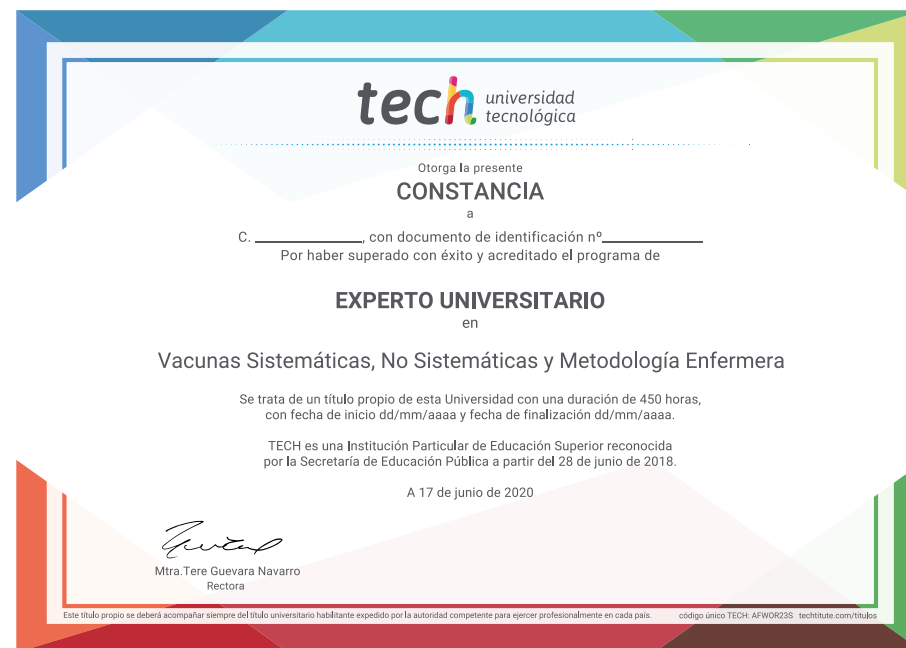 tech universidad
tecnológica
Otorga la presente
CONSTANCIA
a
C. ____________, con documento de identificación nº____________
Por haber superado con éxito y acreditado el programa de
EXPERTO UNIVERSITARIO
en
Vacunas Sistemáticas, No Sistemáticas y Metodología Enfermera
Se trata de un título propio de esta Universidad con una duración de 450 horas,
con fecha de inicio dd/mm/aaaa y fecha de finalización dd/mm/aaaa.
TECH es una Institución Particular de Educación Superior reconocida
por la Secretaría de Educación Pública a partir del 28 de junio de 2018.
A 17 de junio de 2020
Mtra.Tere Guevara Navarro
Rectora
Este título propio se deberá acompañar siempre del título universitario habilitante expedido por la autoridad competente para ejercer profesionalmente en cada país. código único TECH: AFWOR23S techtitute.com/titulos